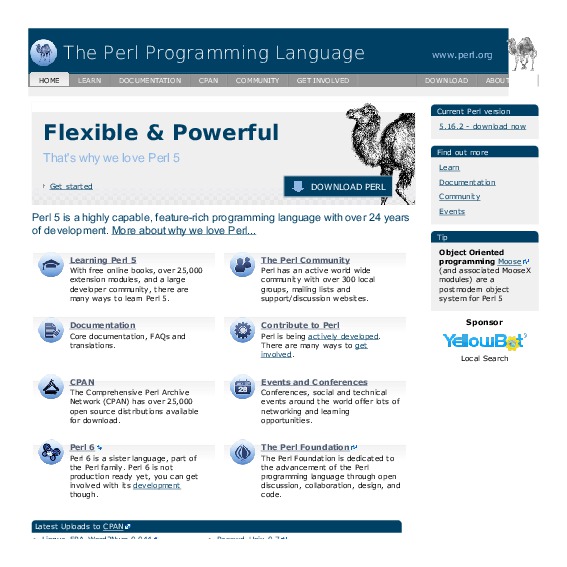 The Perl Programming Language
www.perl.org
HOME LEARN DOCUMENTATION CPAN COMMUNITY GET INVOLVED DOWNLOAD ABOUT
Flexible & Powerful
That's why we love Perl 5
Get started
DOWNLOAD PERL
Perl 5 is a highly capable, feature-rich programming language with over 24 years
of development. More about why we love Perl...
Learning Perl 5
With free online books, over 25,000
extension modules, and a large
developer community, there are
many ways to learn Perl 5.
The Perl Community
Perl has an active world wide
community with over 300 local
groups, mailing lists and
support/discussion websites.
Documentation
Core documentation, FAQs and
translations.
Contribute to Perl
Perl is being actively developed.
There are many ways to get
involved.
CPAN
The Comprehensive Perl Archive
Network (CPAN) has over 25,000
open source distributions available
for download.
28
Events and Conferences
Conferences, social and technical
events around the world offer lots of
networking and learning
opportunities.
Perl 6
Perl 6 is a sister language, part of
the Perl family. Perl 6 is not
production ready yet, you can get
involved with its development
though.
The Perl Foundation
The Perl Foundation is dedicated to
the advancement of the Perl
programming language through open
discussion, collaboration, design, and
code.
Latest Uploads to CPAN
Current Perl version
5.16.2 - download now
Find out more
Learn
Documentation
Community
Events
Tip
Object Oriented
programming Moose
(and associated MooseX
modules) are a
postmodern object
system for Perl 5
Sponsor
YellowBot
Local Search